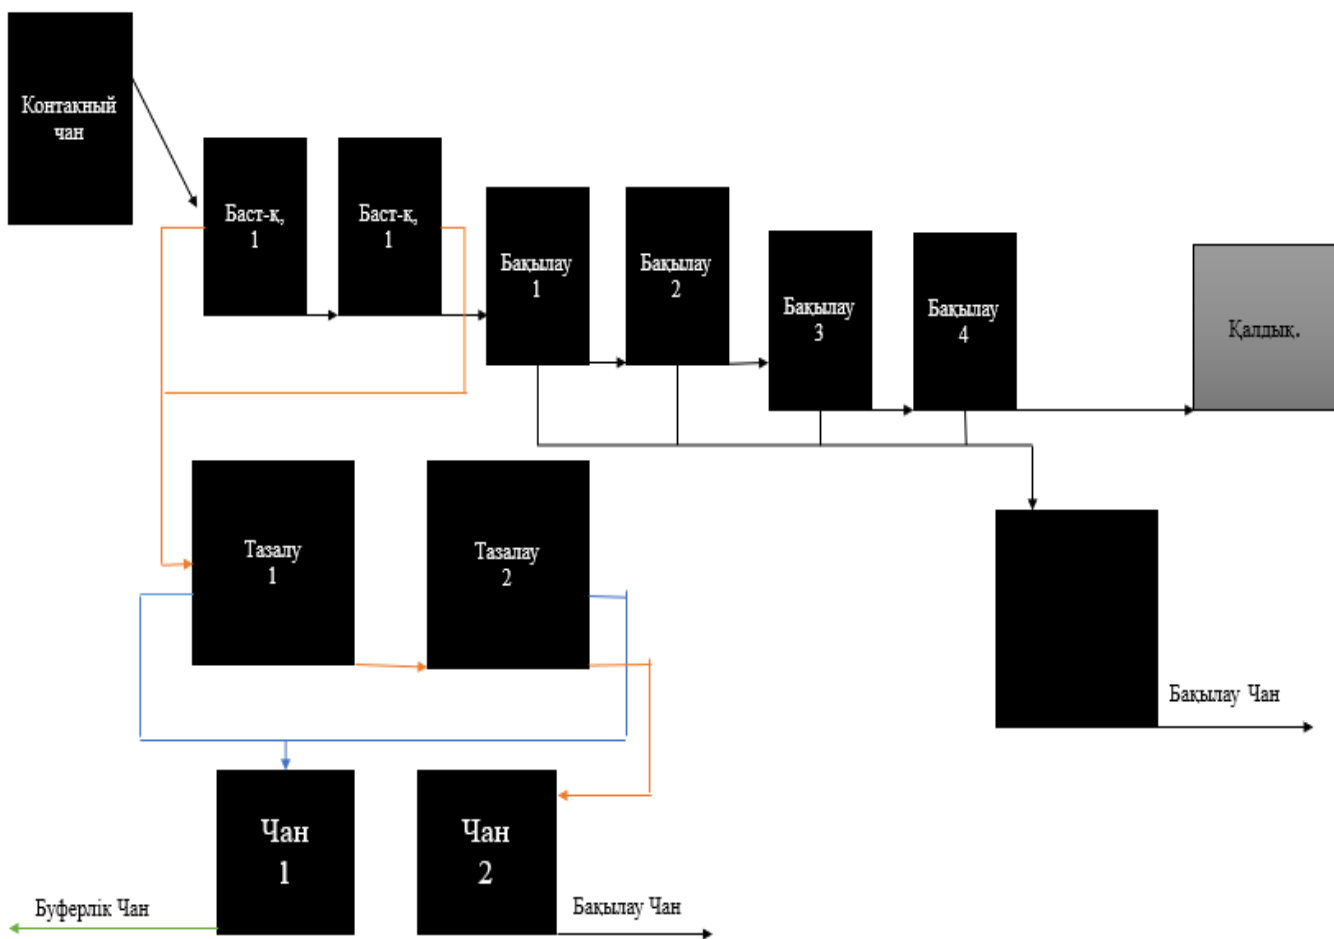 Контакный
чан
Баст-қ,
1
Баст-қ,
1
Бақылау
1
Бақылау
2
Бақылау
3
Бақылау
4
Қалдық.
Тазалу
1
Тазалау
2
Бақылау Чан
Чан
1
Чан
2
Буферлік Чан
Бақылау Чан